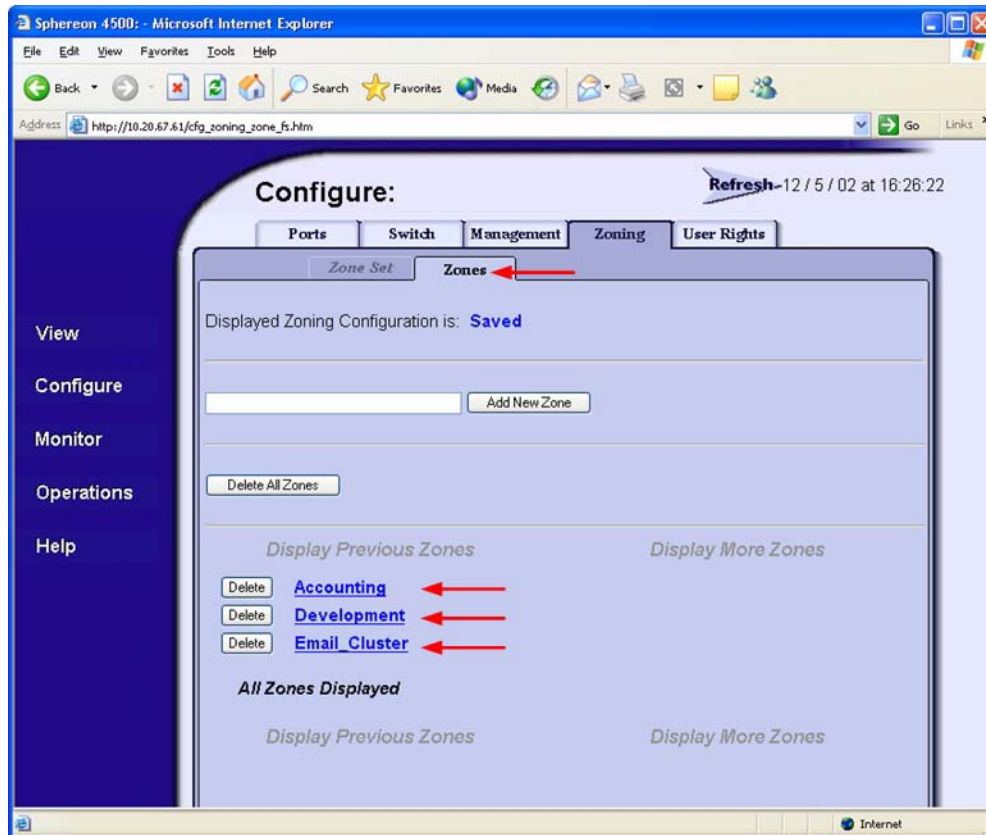 Sphereon 4500: - Microsoft Internet Explorer
File Edit View Favorites Tools Help
Back Search Favorites Media
Address http://10.20.67.61/cfg_zoning_zone_fs.htm Go Links »
Configure: Refresh-12 / 5 / 02 at 16:26:22
Ports Switch Management Zoning User Rights
Zone Set Zones
Displayed Zoning Configuration is: Saved
View
Configure
Add New Zone
Monitor
Operations
Delete All Zones
Help
Display Previous Zones Display More Zones
Delete Accounting
Delete Development
Delete Email_Cluster
All Zones Displayed
Display Previous Zones Display More Zones
Internet